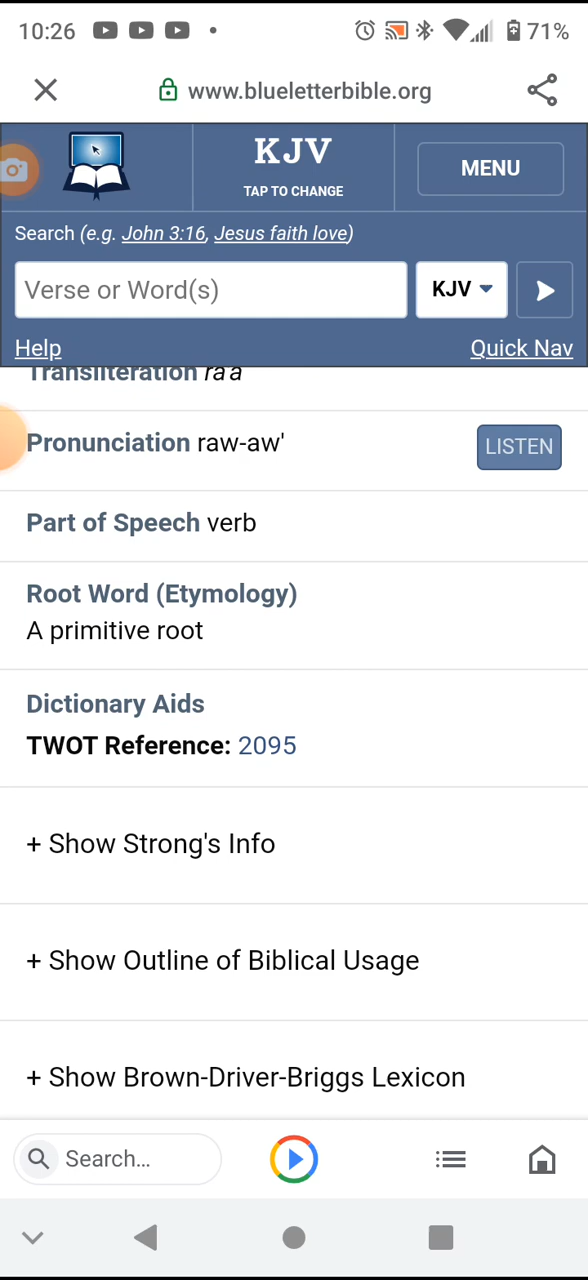 10:26
71%
www.blueletterbible.org
KJV
TAP TO CHANGE
MENU
Search (e.g. John 3:16, Jesus faith love)
Verse or Word(s)
KJV
Help
Quick Nav
Transliteration ra'a
Pronunciation raw-aw'
LISTEN
Part of Speech verb
Root Word (Etymology)
A primitive root
Dictionary Aids
TWOT Reference: 2095
+ Show Strong's Info
+ Show Outline of Biblical Usage
+ Show Brown-Driver-Briggs Lexicon
Search...